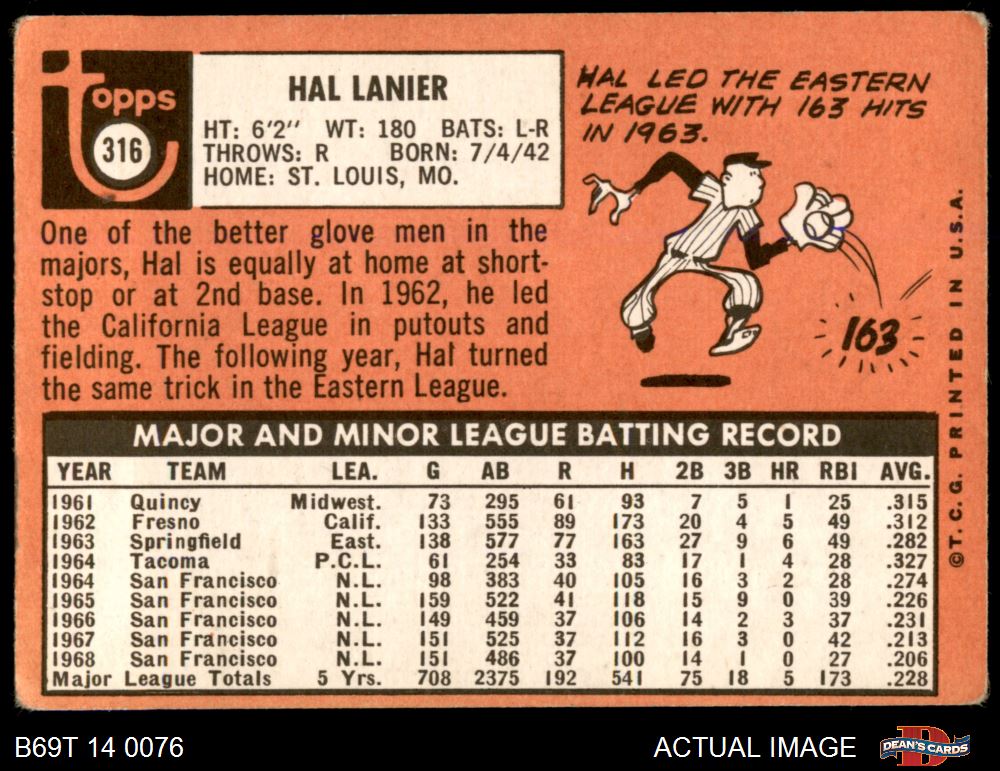 topps
316
HAL LANIER
HT: 6'2" WT: 180 BATS: L-R
THROWS: R BORN: 7/4/42
HOME: ST. LOUIS, MO.
HAL LED THE EASTERN
LEAGUE WITH 163 HITS
IN 1963.
163
One of the better glove men in the
majors, Hal is equally at home at short-
stop or at 2nd base. In 1962, he led
the California League in putouts and
fielding. The following year, Hal turned
the same trick in the Eastern League.
MAJOR AND MINOR LEAGUE BATTING RECORD
YEAR TEAM LEA. G AB R H 2B 3B HR RBI AVG.
1961 Quincy Midwest. 73 295 61 93 7 5 1 25 .315
1962 Fresno Calif. 133 555 89 173 20 4 5 49 .312
1963 Springfield East. 138 577 77 163 27 9 6 49 .282
1964 Tacoma P.C.L. 61 254 33 83 17 1 4 28 .327
1964 San Francisco N.L. 98 383 40 105 16 3 2 28 .274
1965 San Francisco N.L. 159 522 41 118 15 9 0 39 .226
1966 San Francisco N.L. 149 459 37 106 14 2 3 37 .231
1967 San Francisco N.L. 151 525 37 112 16 3 0 42 .213
1968 San Francisco N.L. 151 486 37 100 14 1 0 27 .206
Major League Totals 5 Yrs. 708 2375 192 541 75 18 5 173 .228
©T.C.G. PRINTED IN U.S.A.
B69T 14 0076
ACTUAL IMAGE
DEAN'S CARDS